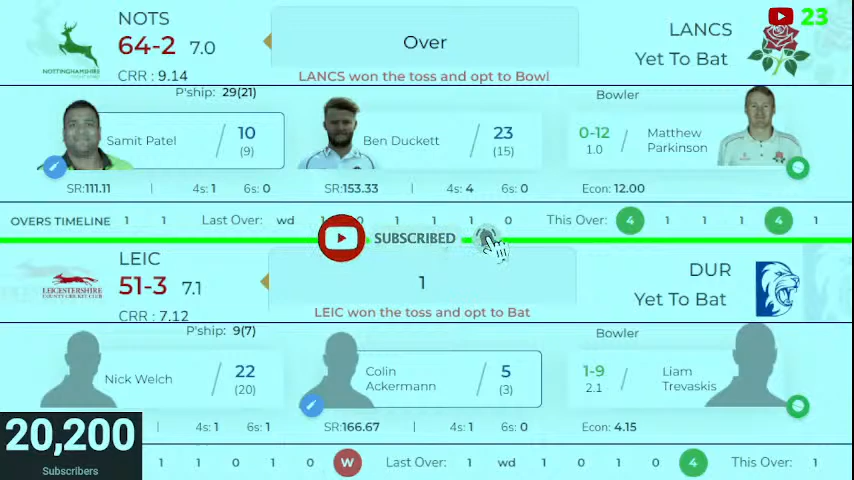 NOTS
64-2 7.0
CRR : 9.14
NOTTINGHAMSHIRE
Over
LANCS won the toss and opt to Bowl
LANCS
Yet To Bat
23
P'ship: 29(21)
Samit Patel
10
(9)
Ben Duckett
23
(15)
Bowler
0-12
1.0
/
Matthew
Parkinson
SR:111.11 | 4s: 1 6s: 0
SR:153.33 | 4s: 4 6s: 0
Econ: 12.00
OVERS TIMELINE 1 1 Last Over: wd 0 1 1 1 0 This Over: 4 1 1 1 4 1
SUBSCRIBED
LEIC
51-3 7.1
CRR : 7.12
LEICESTERSHIRE
COUNTY CRICKET CLUB
1
LEIC won the toss and opt to Bat
DUR
Yet To Bat
P'ship: 9(7)
Nick Welch
22
(20)
Colin
Ackermann
5
(3)
Bowler
1-9
2.1
/
Liam
Trevaskis
4s: 1 6s: 1
SR:166.67 | 4s: 1 6s: 0
Econ: 4.15
20,200
Subscribers
1 1 0 1 0 W Last Over: 1 wd 1 0 1 0 4 This Over: 1